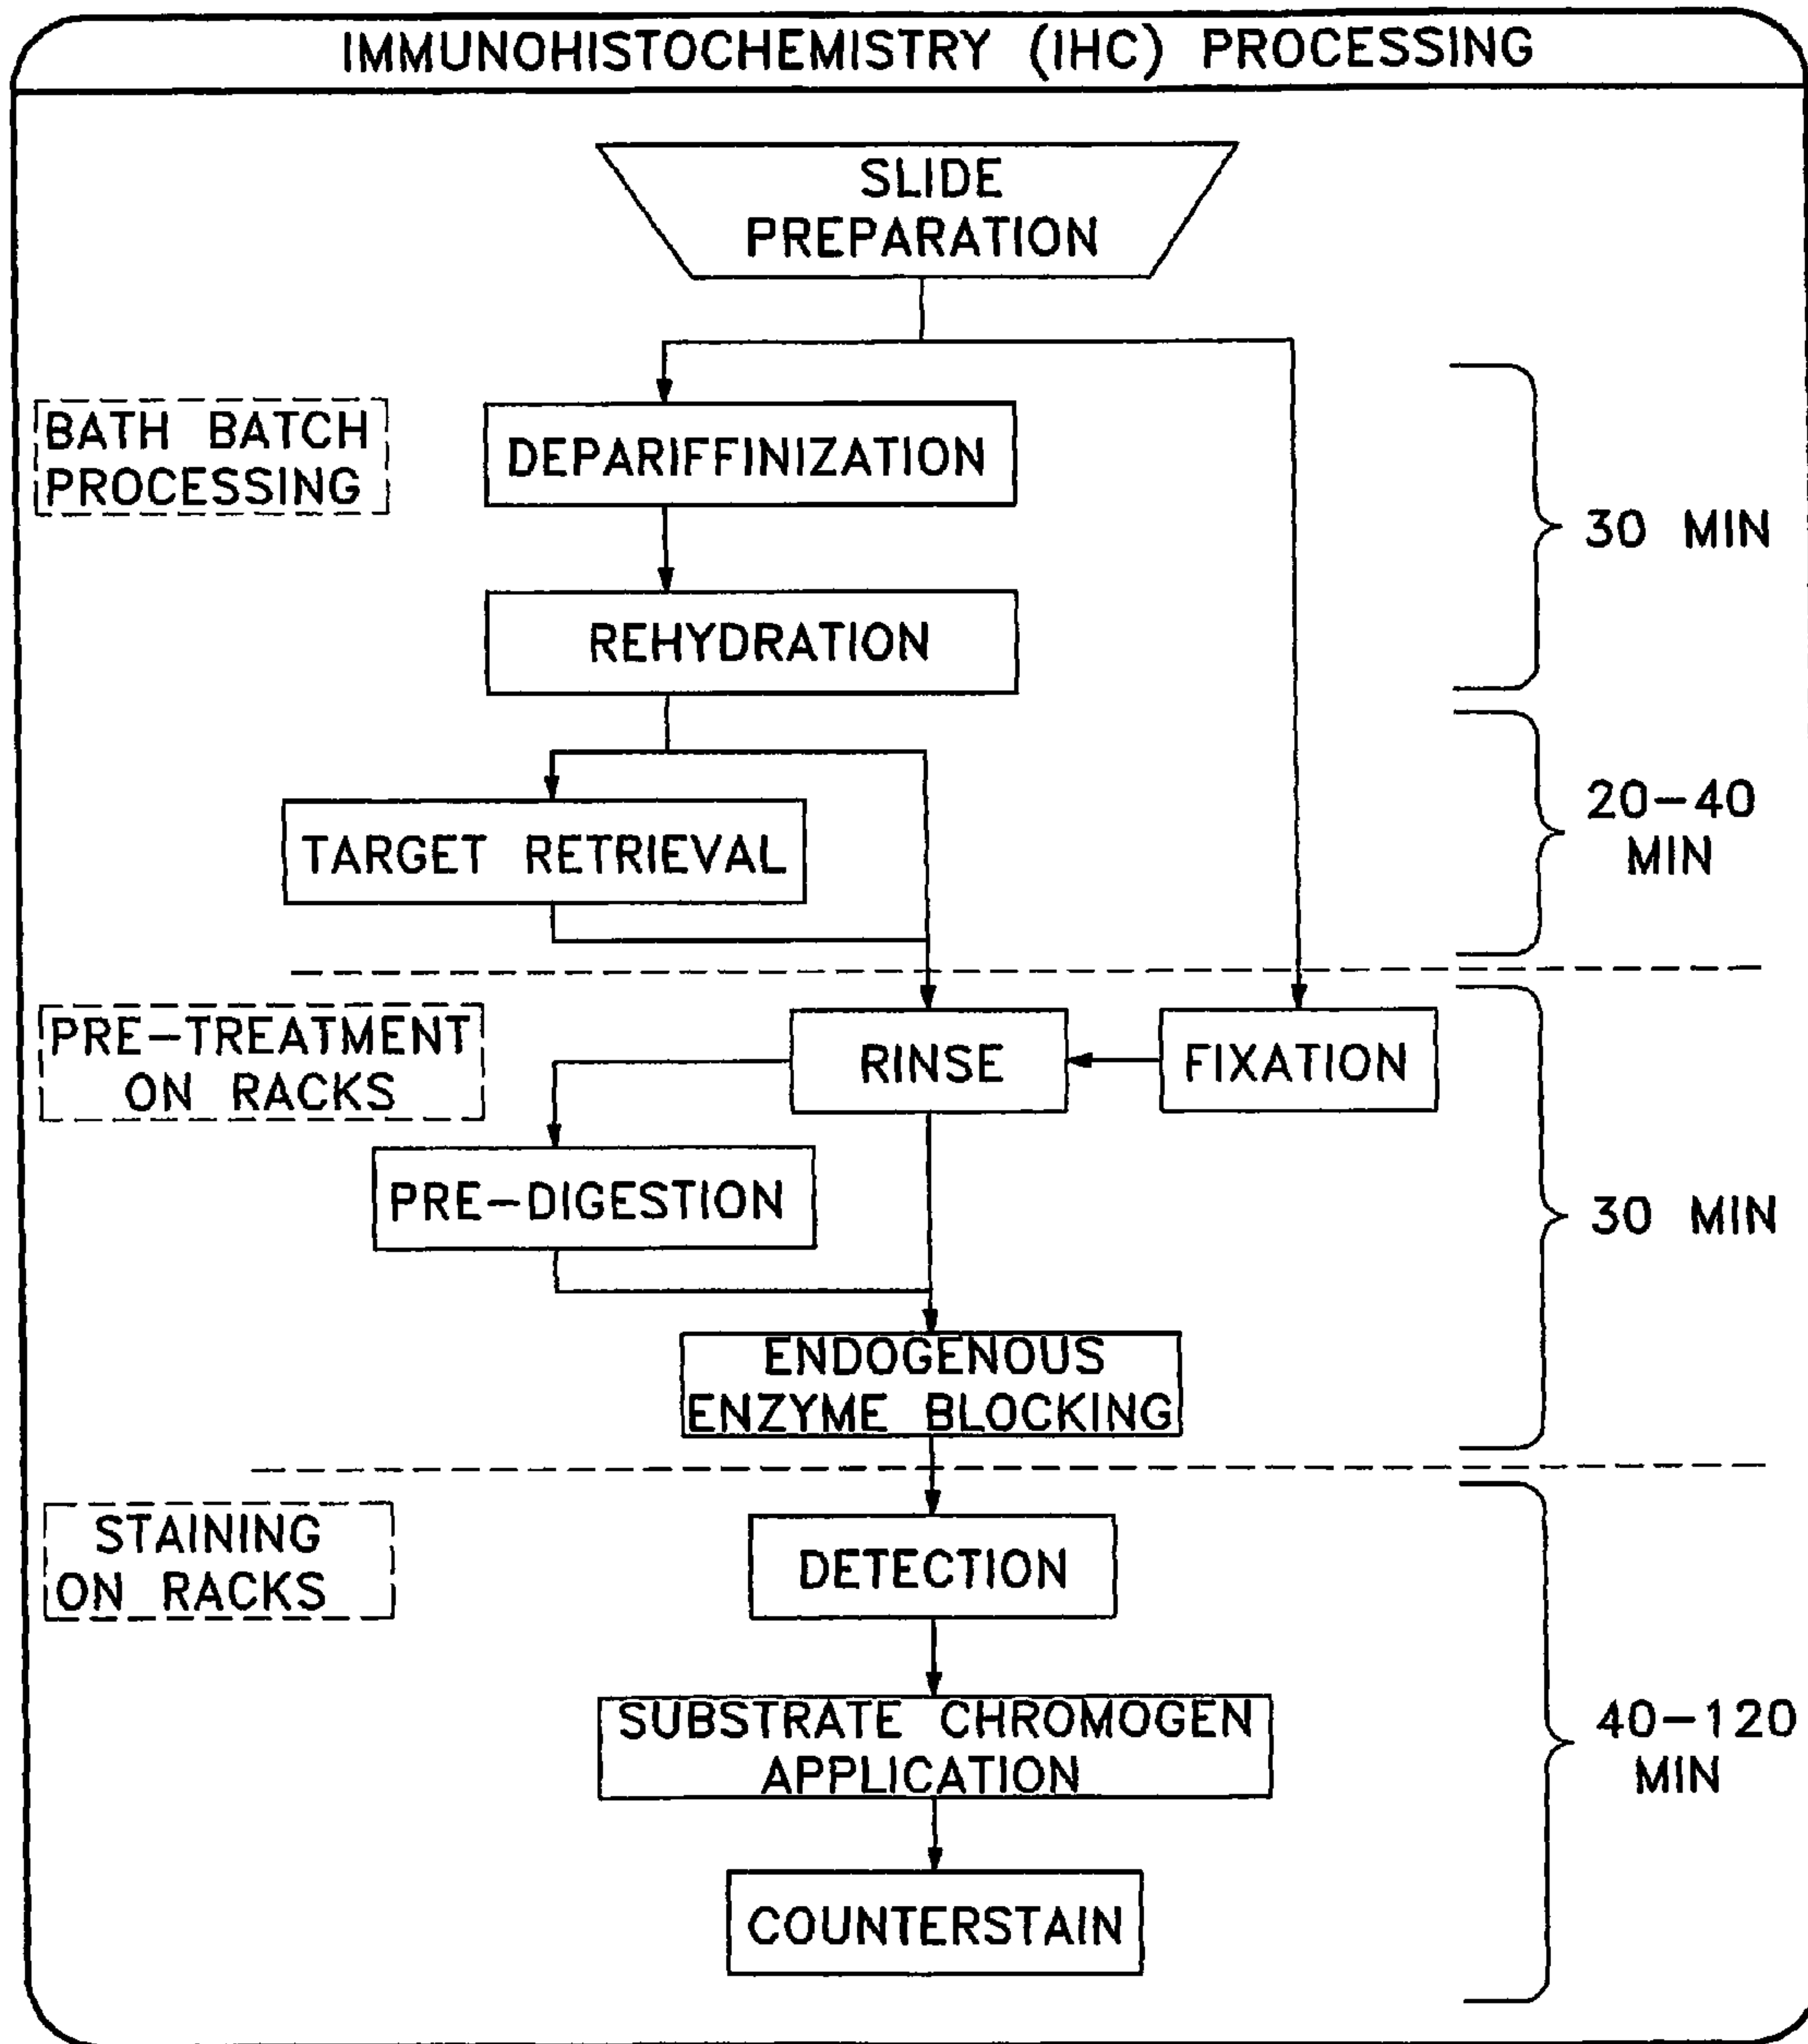 IMMUNOHISTOCHEMISTRY (IHC) PROCESSING
SLIDE
PREPARATION
BATH BATCH
PROCESSING
DEPARIFFINIZATION
30 MIN
REHYDRATION
TARGET RETRIEVAL
20-40
MIN
PRE-TREATMENT
ON RACKS
RINSE
FIXATION
PRE-DIGESTION
30 MIN
ENDOGENOUS
ENZYME BLOCKING
STAINING
ON RACKS
DETECTION
SUBSTRATE CHROMOGEN
APPLICATION
40-120
MIN
COUNTERSTAIN